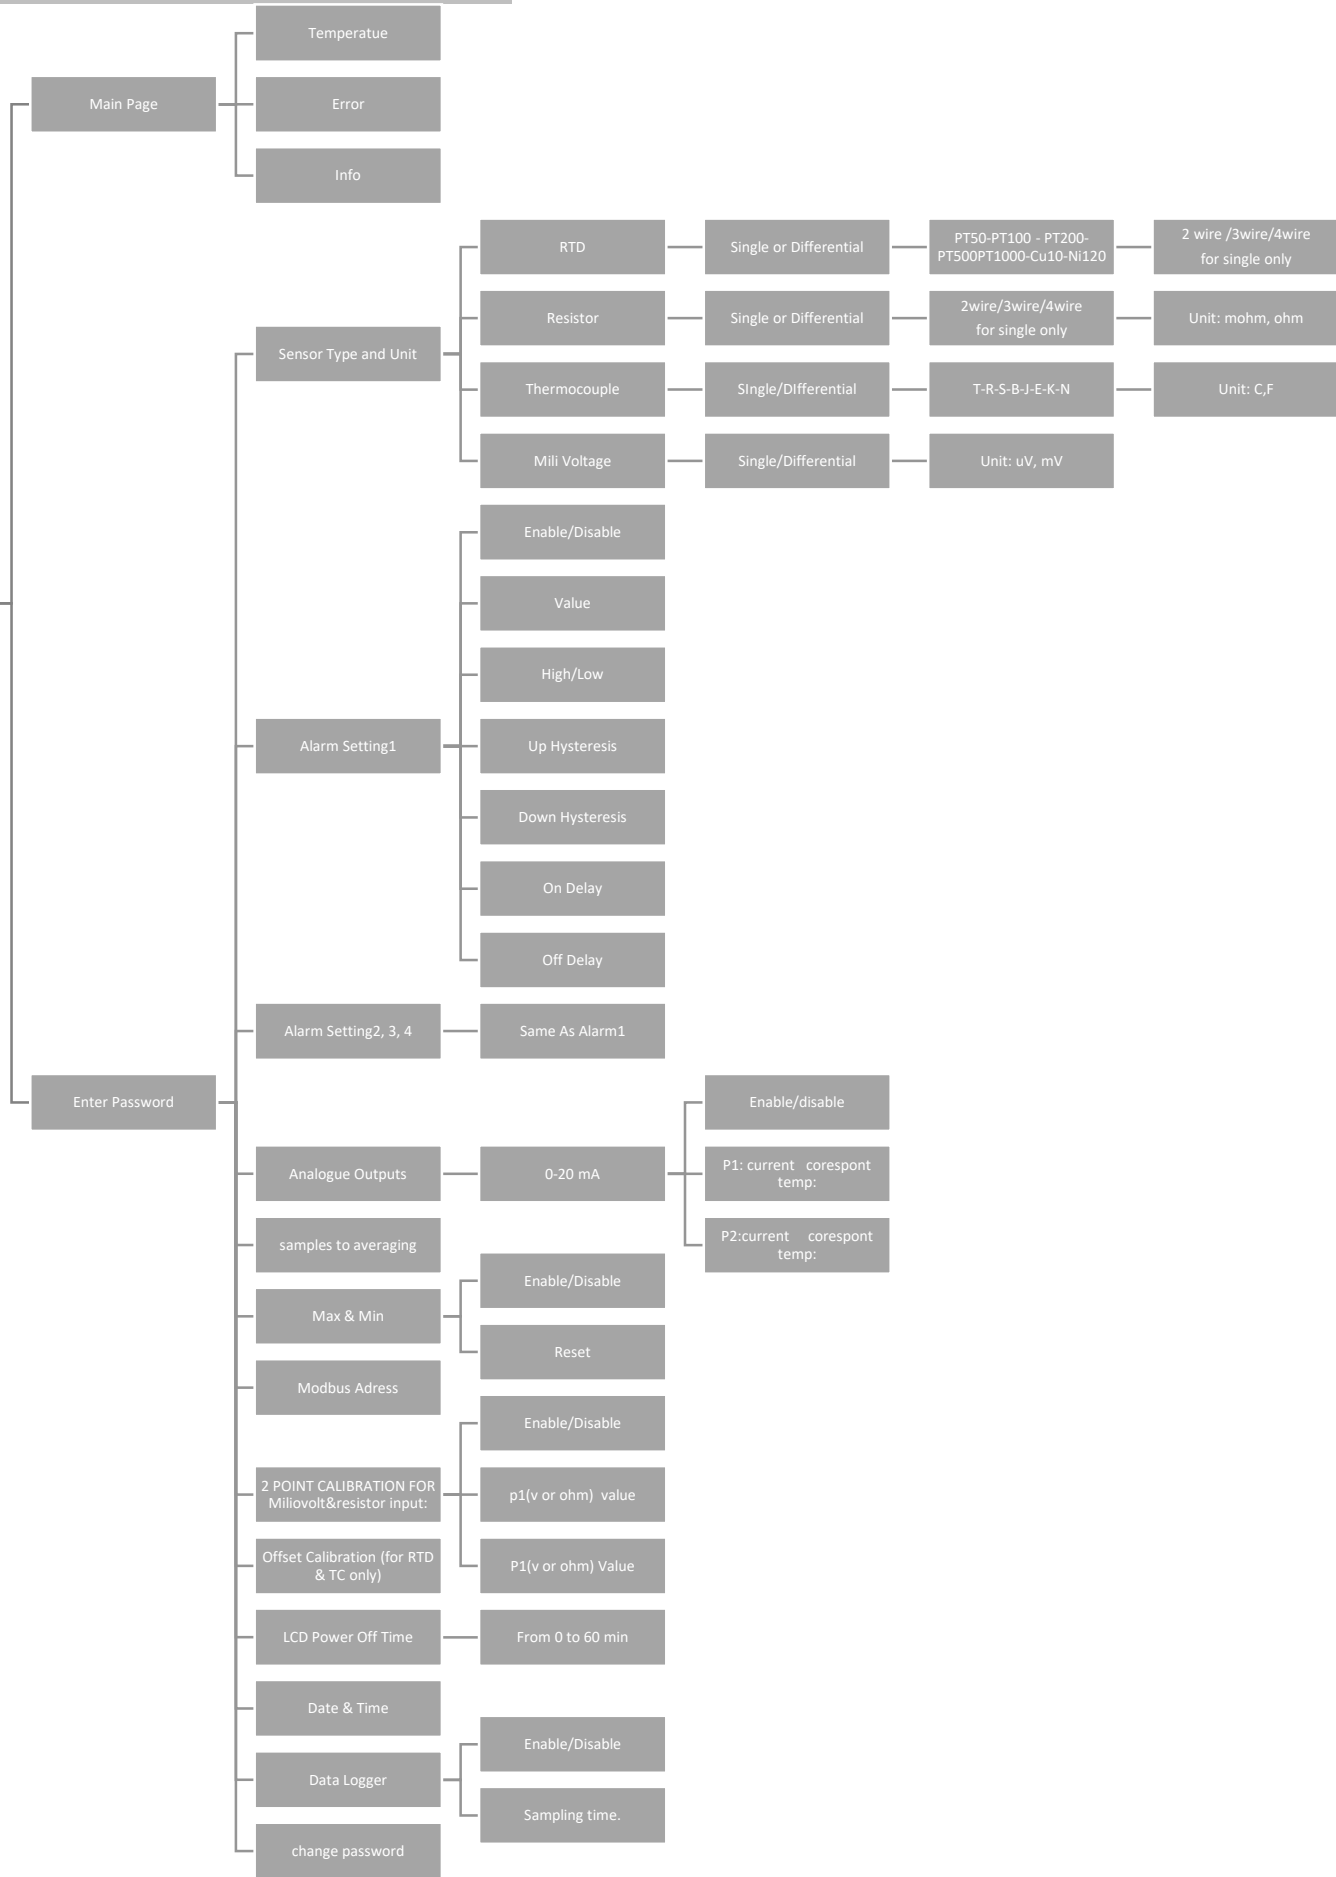 Temperatue
Main Page
Error
Info
RTD
Single or Differential
PT50-PT100 - PT200-
PT500PT1000-Cu10-Ni120
2 wire /3wire/4wire
for single only
Resistor
Single or Differential
2wire/3wire/4wire
for single only
Unit: mohm, ohm
Sensor Type and Unit
Thermocouple
SIngle/DIfferential
T-R-S-B-J-E-K-N
Unit: C,F
Mili Voltage
Single/Differential
Unit: uV, mV
Enable/Disable
Value
High/Low
Alarm Setting1
Up Hysteresis
Down Hysteresis
On Delay
Off Delay
Alarm Setting2, 3, 4
Same As Alarm1
Enter Password
Enable/disable
Analogue Outputs
0-20 mA
P1: current corespont
temp:
P2:current corespont
temp:
samples to averaging
Enable/Disable
Max & Min
Reset
Modbus Adress
Enable/Disable
2 POINT CALIBRATION FOR
Miliovolt&resistor input:
p1(v or ohm) value
P1(v or ohm) Value
Offset Calibration (for RTD
& TC only)
LCD Power Off Time
From 0 to 60 min
Date & Time
Enable/Disable
Data Logger
Sampling time.
change password